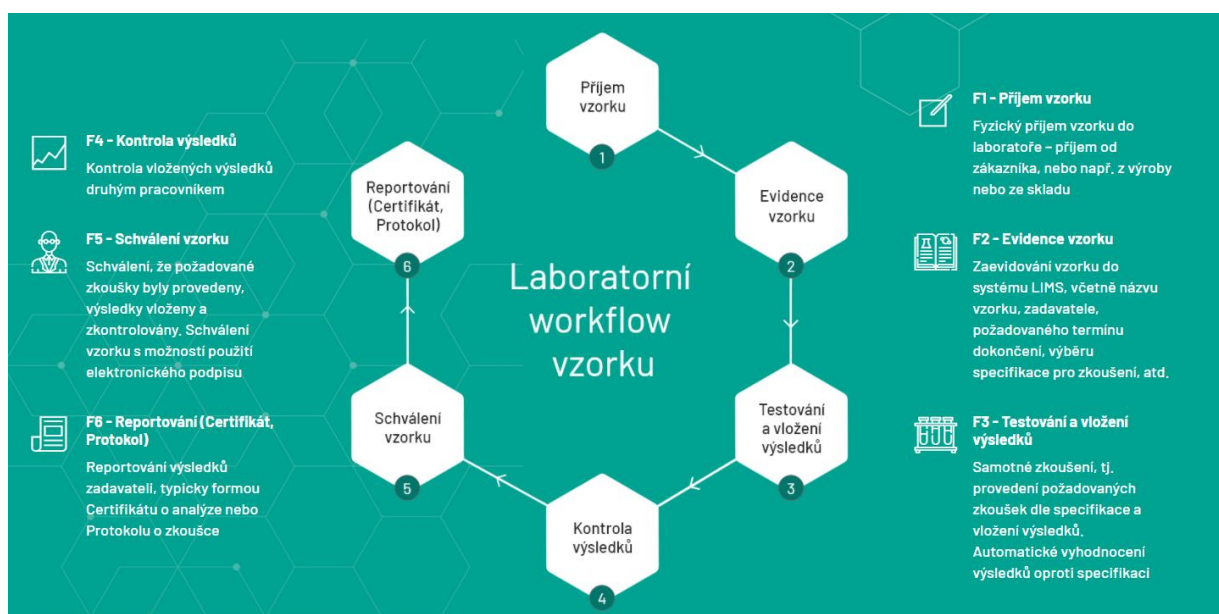 Laboratorní
workflow
vzorku
Příjem
vzorku
1
Evidence
vzorku
2
Testování
a vložení
výsledků
3
Kontrola
výsledků
4
Schválení
vzorku
5
Reportování
(Certifikát,
Protokol)
6
F1 - Příjem vzorku
Fyzický příjem vzorku do
laboratoře – příjem od
zákazníka, nebo např. z výroby
nebo ze skladu
F2 - Evidence vzorku
Zaevidování vzorku do
systému LIMS, včetně názvu
vzorku, zadavatele,
požadovaného termínu
dokončení, výběru
specifikace pro zkoušení, atd.
F3 - Testování a vložení
výsledků
Samotné zkoušení, tj.
provedení požadovaných
zkoušek dle specifikace a
vložení výsledků.
Automatické vyhodnocení
výsledků oproti specifikaci
F4 - Kontrola výsledků
Kontrola vložených výsledků
druhým pracovníkem
F5 - Schválení vzorku
Schválení, že požadované
zkoušky byly provedeny,
výsledky vloženy a
zkontrolovány. Schválení
vzorku s možností použití
elektronického podpisu
F6 - Reportování (Certifikát,
Protokol)
Reportování výsledků
zadavateli, typicky formou
Certifikátu o analýze nebo
Protokolu o zkoušce